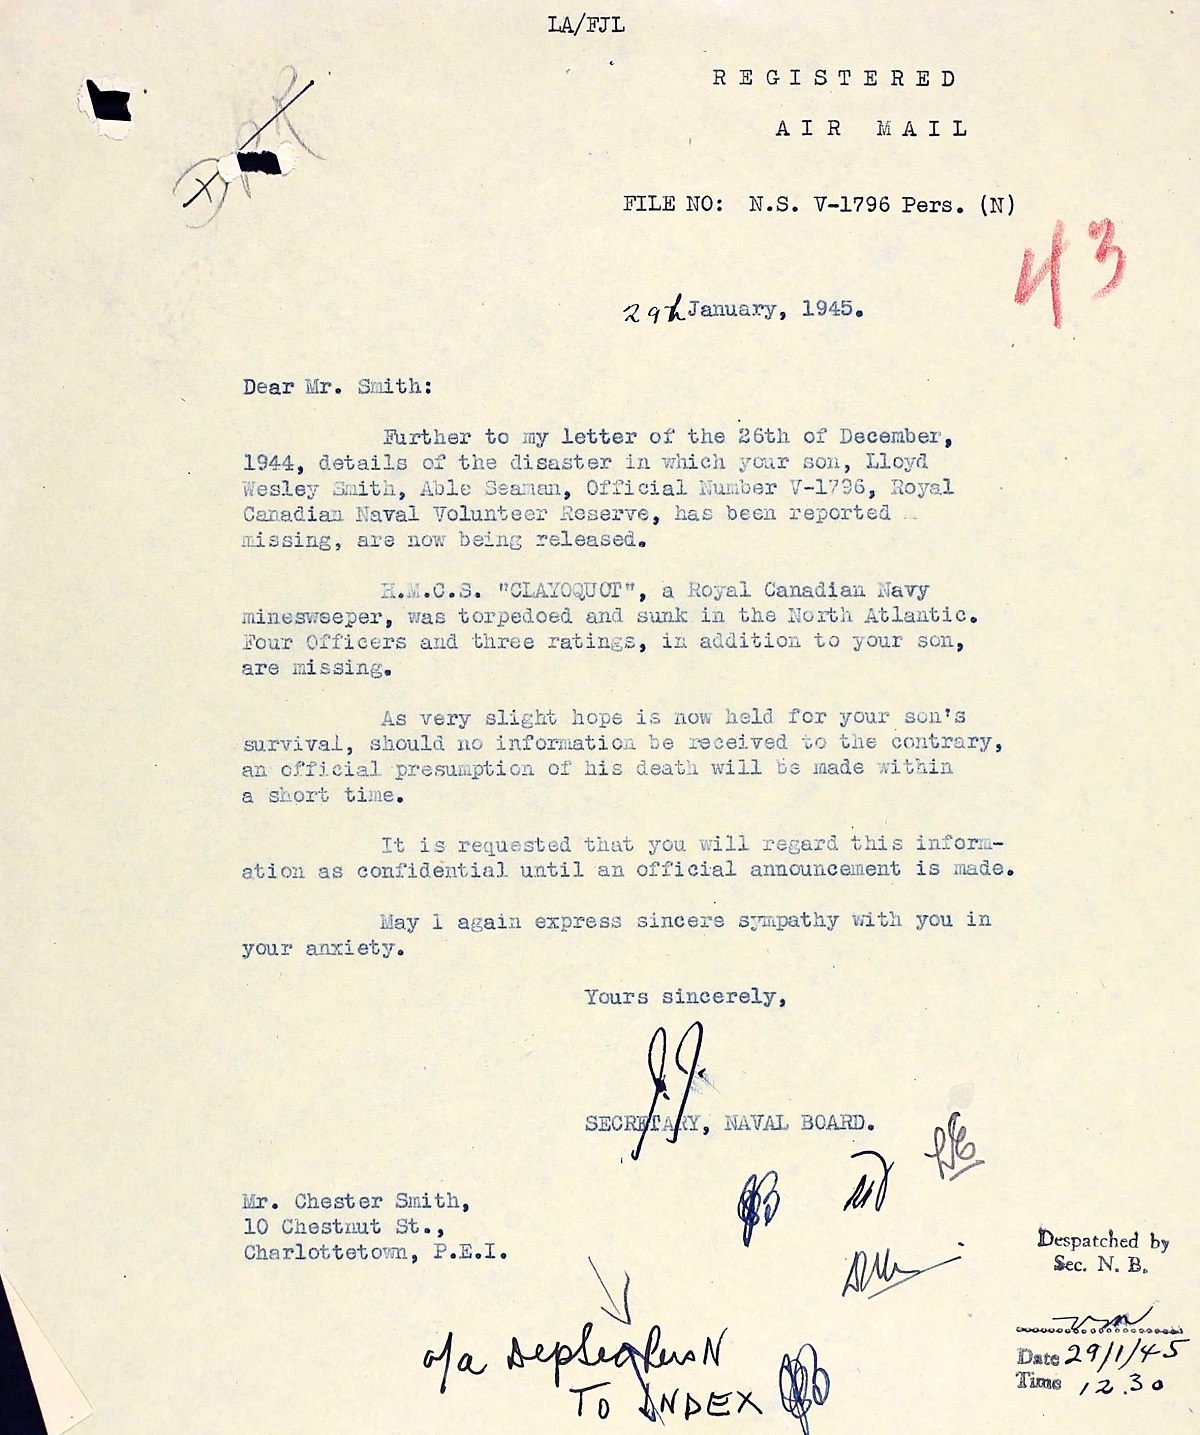 LA/FJL
REGISTERED
AIR MAIL
FILE NO: N.S. V-1796 Pers. (N)
43
29th January, 1945.
Dear Mr. Smith:
Further to my letter of the 26th of December,
1944, details of the disaster in which your son, Lloyd
Wesley Smith, Able Seaman, Official Number V-1796, Royal
Canadian Naval Volunteer Reserve, has been reported
missing, are now being released.
H.M.C.S. "CLAYOQUOT", a Royal Canadian Navy
minesweeper, was torpedoed and sunk in the North Atlantic.
Four Officers and three ratings, in addition to your son,
are missing.
As very slight hope is now held for your son's
survival, should no information be received to the contrary,
an official presumption of his death will be made within
a short time.
It is requested that you will regard this inform-
ation as confidential until an official announcement is made.
May I again express sincere sympathy with you in
your anxiety.
Yours sincerely,
SECRETARY, NAVAL BOARD.
Mr. Chester Smith,
10 Chestnut St.,
Charlottetown, P.E.I.
Despatched by
Sec. N. B.
Date 29/1/45
Time 12.30
TO INDEX